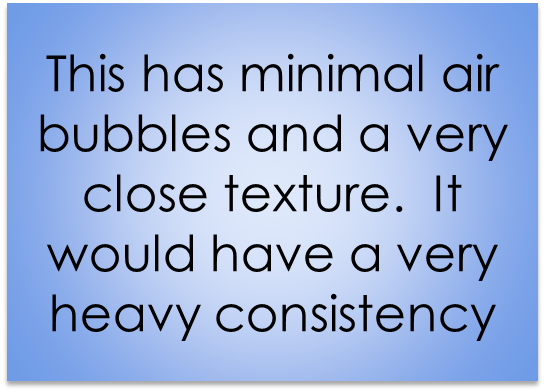 This has minimal air
bubbles and a very
close texture.  It
would have a very
heavy consistency